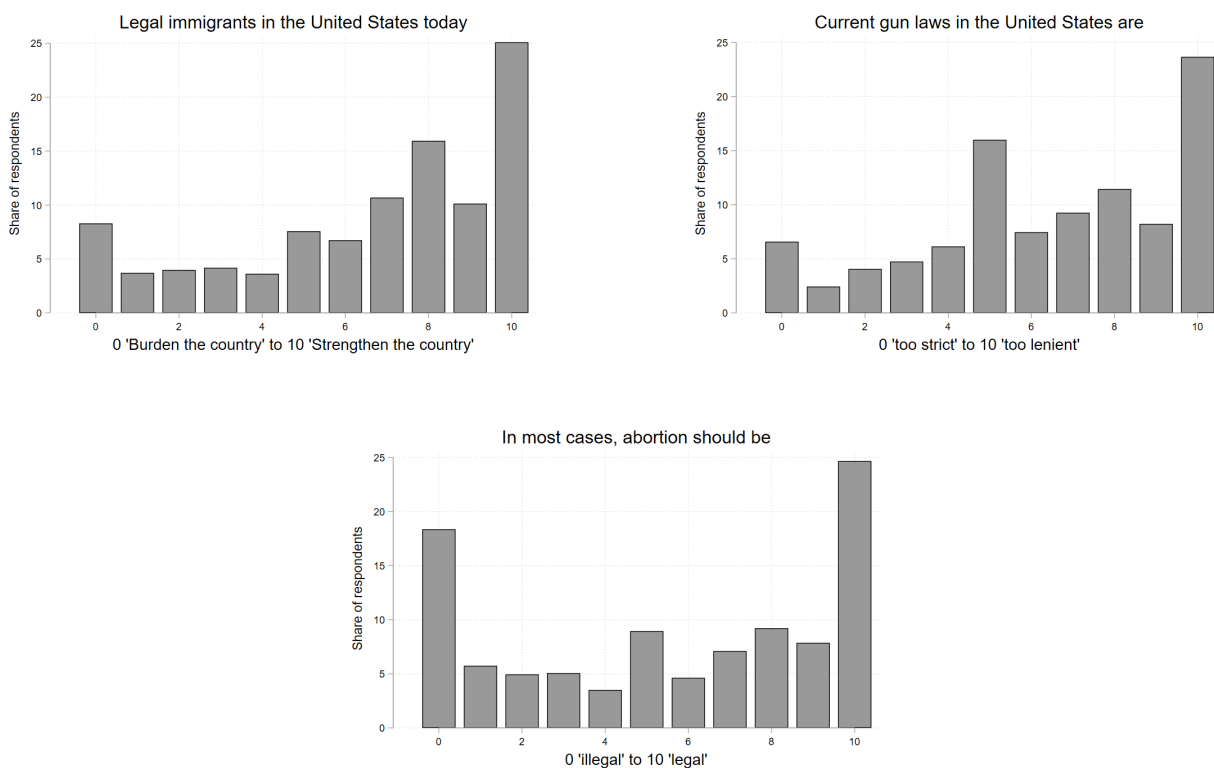 Legal immigrants in the United States today
25
20
15
10
5
0
Share of respondents
0 2 4 6 8 10
0 'Burden the country' to 10 'Strengthen the country'
Current gun laws in the United States are
25
20
15
10
5
0
Share of respondents
0 2 4 6 8 10
0 'too strict' to 10 'too lenient'
In most cases, abortion should be
25
20
15
10
5
0
Share of respondents
0 2 4 6 8 10
0 'illegal' to 10 'legal'